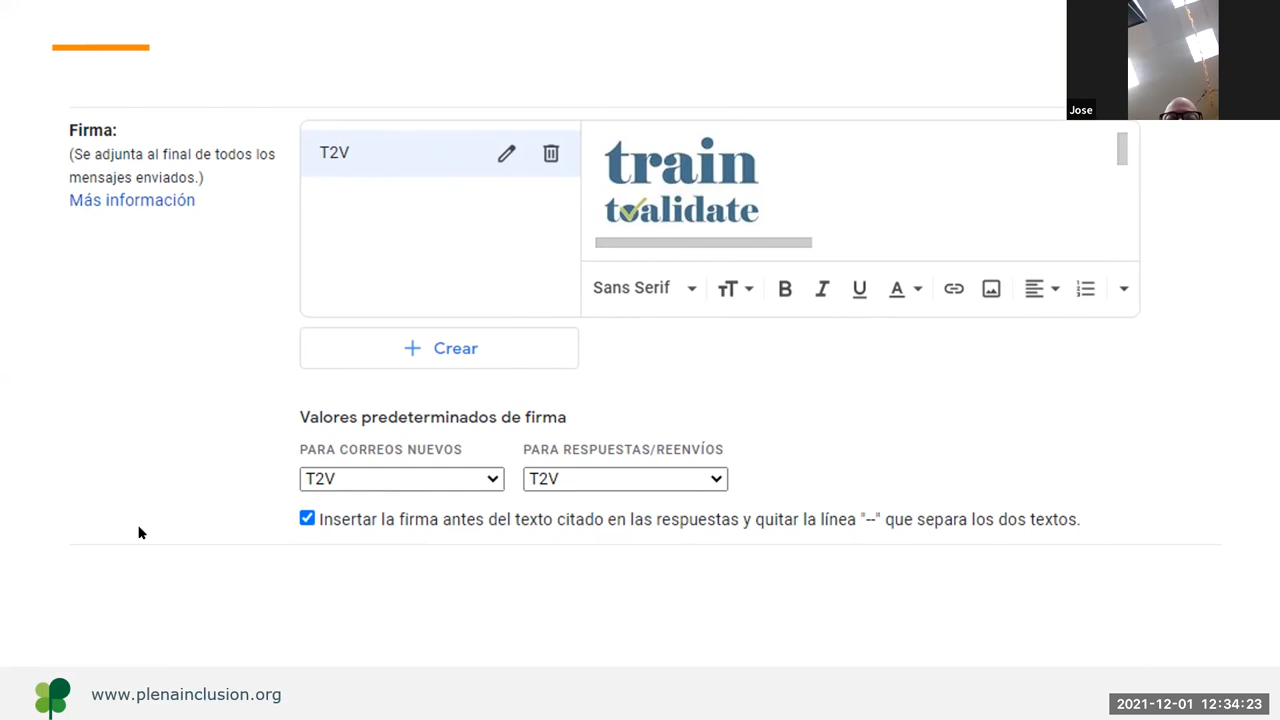 Jose
Firma:
(Se adjunta al final de todos los
mensajes enviados.)
Más información
T2V
train
toalidate
Sans Serif
B I U A
Crear
Valores predeterminados de firma
PARA CORREOS NUEVOS PARA RESPUESTAS/REENVÍOS
T2V T2V
Insertar la firma antes del texto citado en las respuestas y quitar la línea "--" que separa los dos textos.
www.plenainclusion.org
2021-12-01 12:34:23